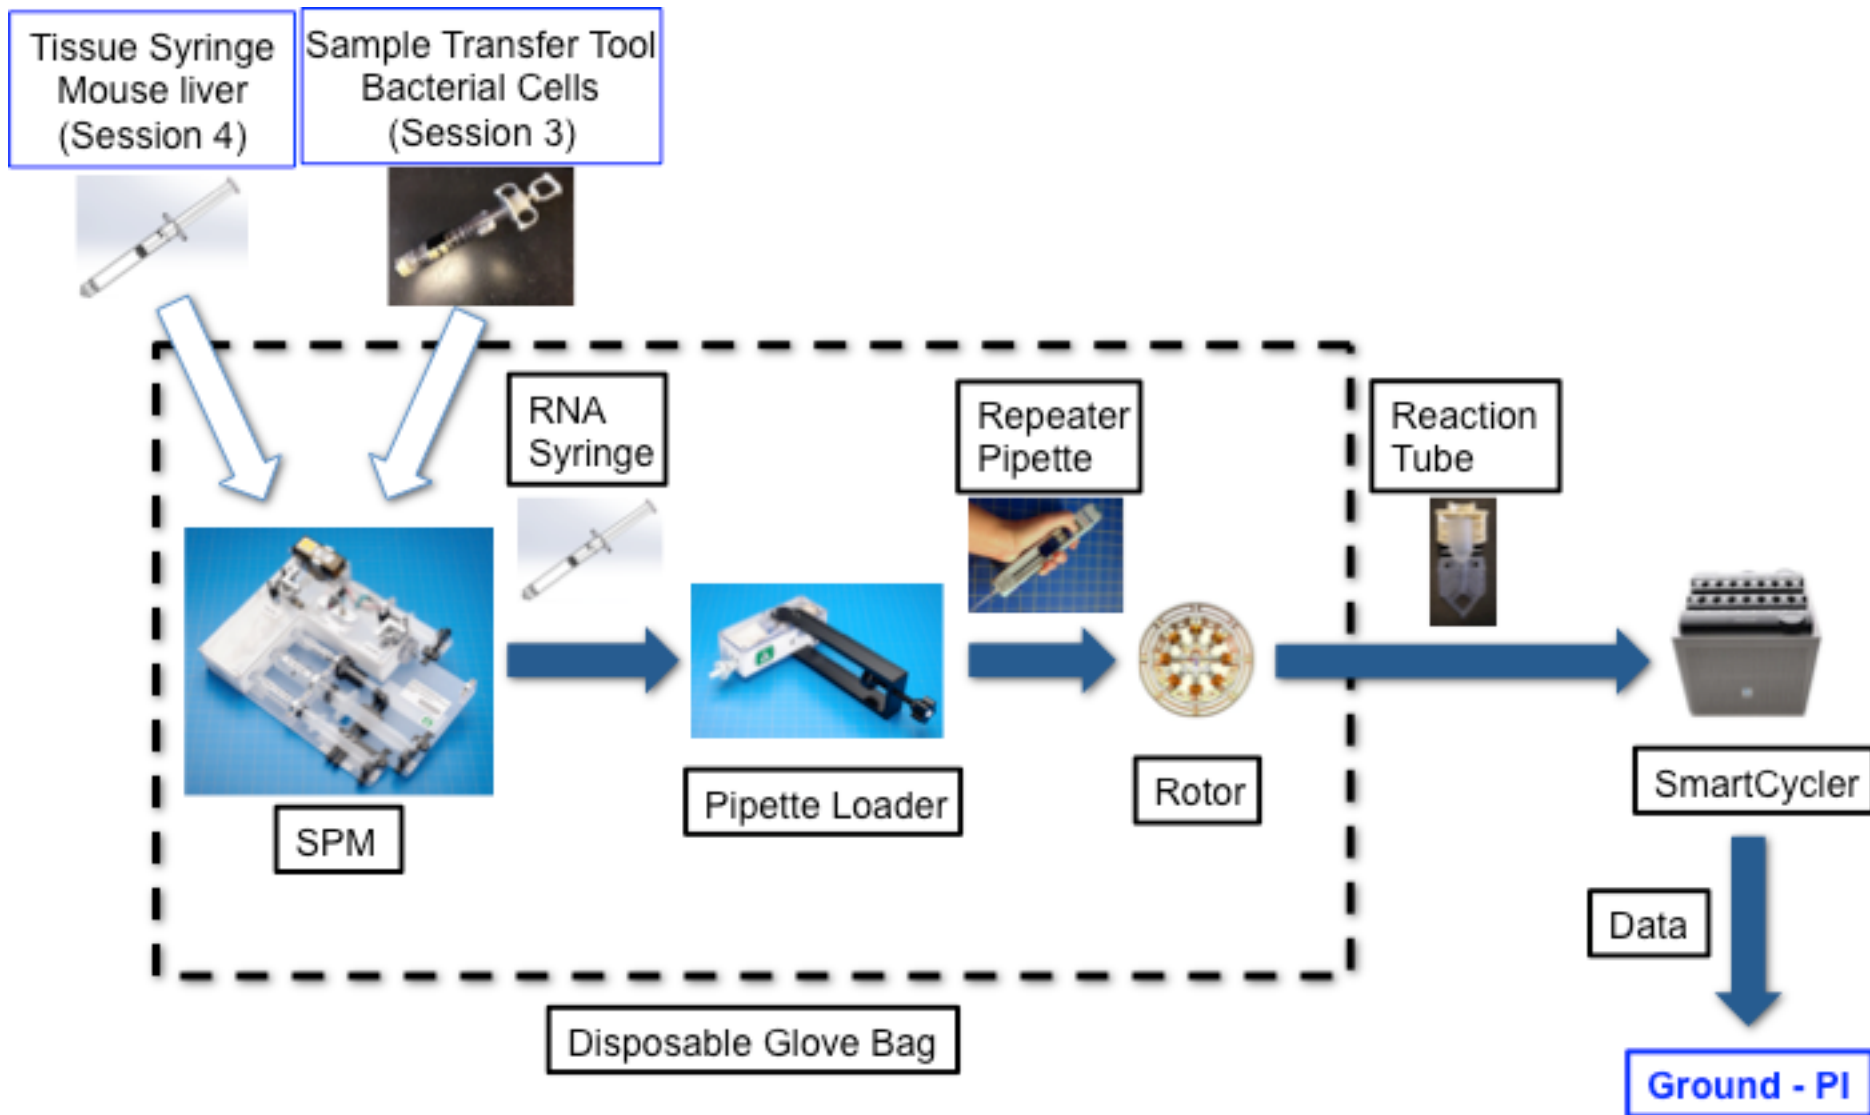 Tissue Syringe
Mouse liver
(Session 4)
Sample Transfer Tool
Bacterial Cells
(Session 3)
RNA
Syringe
Repeater
Pipette
Reaction
Tube
SPM
Pipette Loader
Rotor
SmartCycler
Data
Disposable Glove Bag
Ground - PI